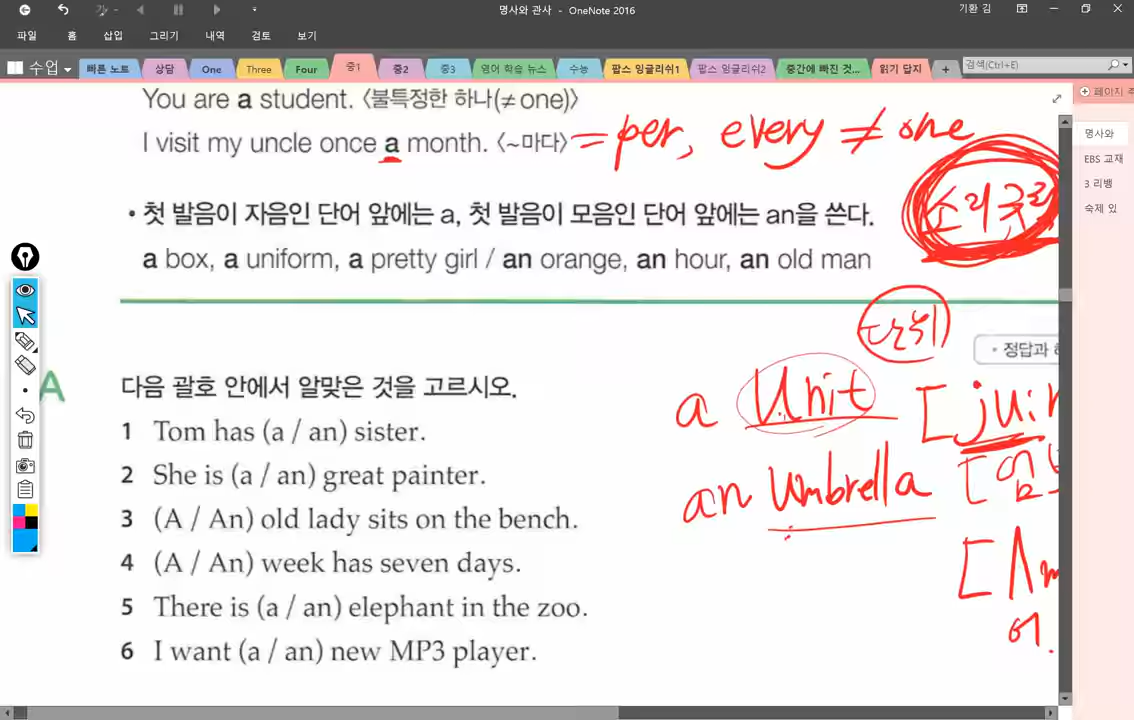 명사와 관사 - OneNote 2016
기환 김
파일 홈 삽입 그리기 내역 검토 보기
수업 빠른 노트 상담 One Three Four 중1 중2 중3 영어 학습 뉴스 수능 팝스 잉글리쉬1 팝스 잉글리쉬2 중간에 빠진 것... 읽기 답지
검색(Ctrl+E)
페이지
명사와
EBS 교재
3 리뱅
숙제 있
You are a student. <불특정한 하나(≠ one)>
I visit my uncle once a month. <~마다> = per, every ≠ one
• 첫 발음이 자음인 단어 앞에는 a, 첫 발음이 모음인 단어 앞에는 an을 쓴다.
소리
a box, a uniform, a pretty girl / an orange, an hour, an old man
단위
• 정답과
A
다음 괄호 안에서 알맞은 것을 고르시오.
a unit [jui
1 Tom has (a / an) sister.
2 She is (a / an) great painter.
an umbrella [엄
3 (A / An) old lady sits on the bench.
4 (A / An) week has seven days.
[ʌm
5 There is (a / an) elephant in the zoo.
어.
6 I want (a / an) new MP3 player.